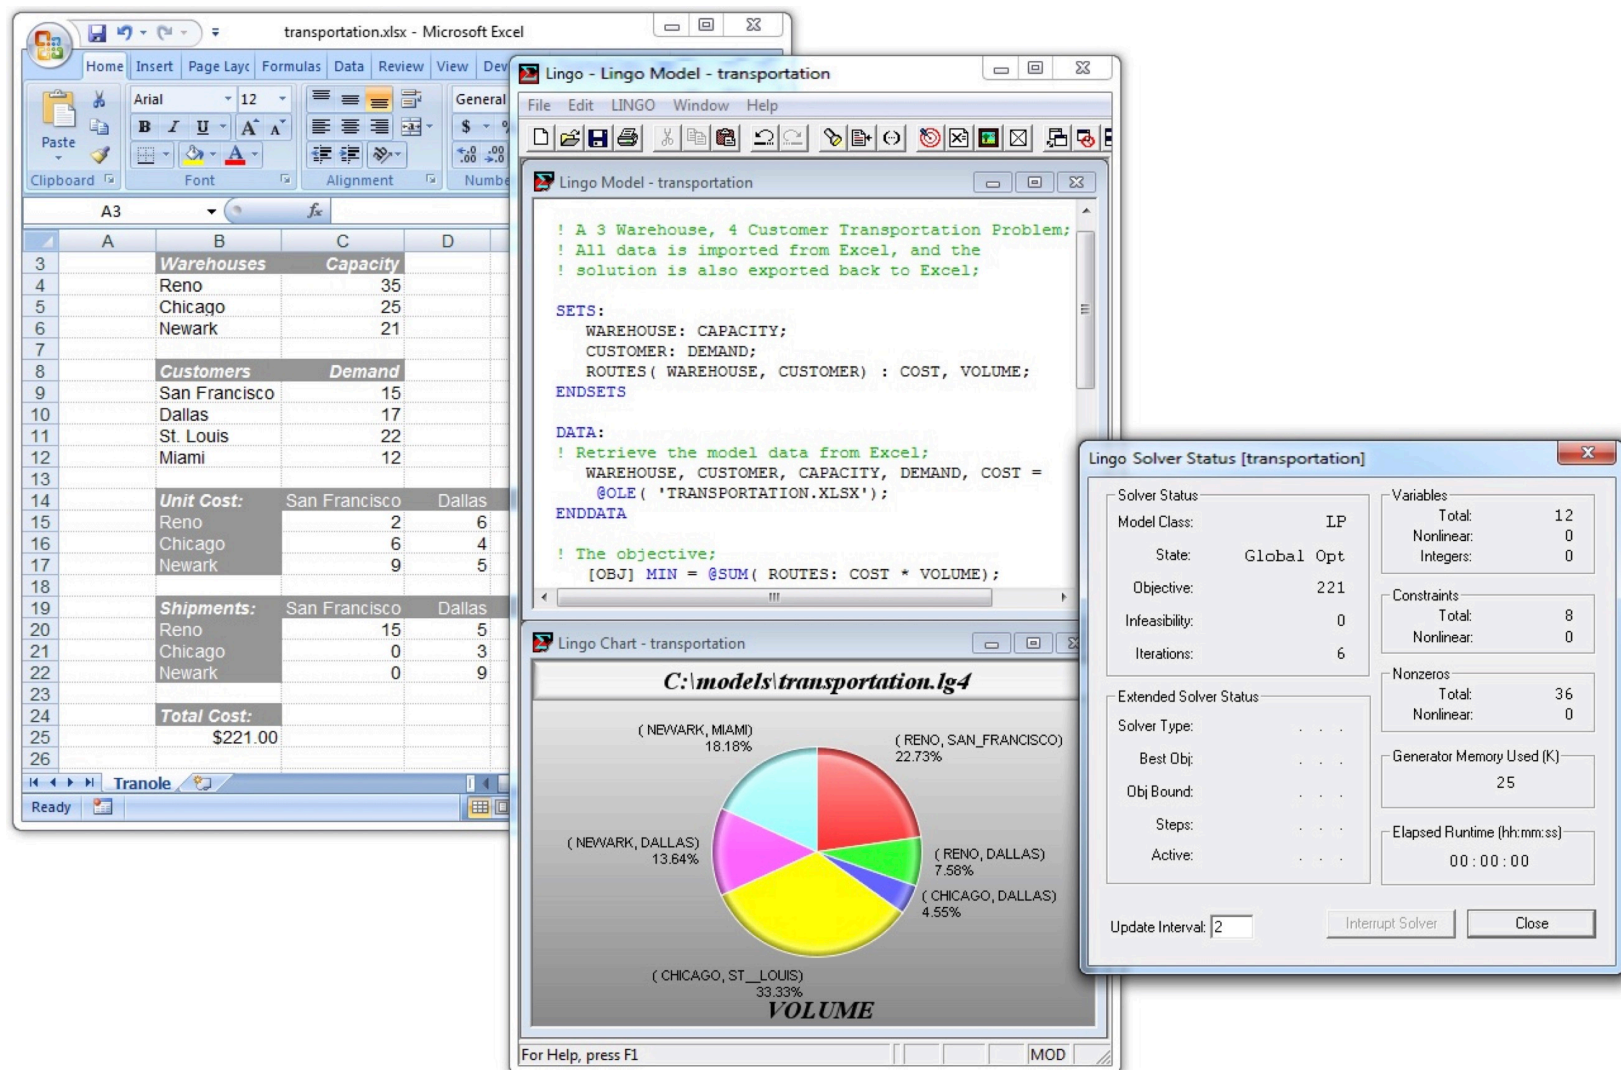 transportation.xlsx - Microsoft Excel
Home Insert Page Layc Formulas Data Review View Dev
Arial 12 General
Paste B I U A A $ %
Clipboard Font Alignment Numbe
A3 fx
A B C D
3 Warehouses Capacity
4 Reno 35
5 Chicago 25
6 Newark 21
7
8 Customers Demand
9 San Francisco 15
10 Dallas 17
11 St. Louis 22
12 Miami 12
13
14 Unit Cost: San Francisco Dallas
15 Reno 2 6
16 Chicago 6 4
17 Newark 9 5
18
19 Shipments: San Francisco Dallas
20 Reno 15 5
21 Chicago 0 3
22 Newark 0 9
23
24 Total Cost:
25 $221.00
26
Tranole
Ready
Lingo - Lingo Model - transportation
File Edit LINGO Window Help
Lingo Model - transportation
! A 3 Warehouse, 4 Customer Transportation Problem;
! All data is imported from Excel, and the
! solution is also exported back to Excel;
SETS:
WAREHOUSE: CAPACITY;
CUSTOMER: DEMAND;
ROUTES( WAREHOUSE, CUSTOMER) : COST, VOLUME;
ENDSETS
DATA:
! Retrieve the model data from Excel;
WAREHOUSE, CUSTOMER, CAPACITY, DEMAND, COST =
@OLE( 'TRANSPORTATION.XLSX');
ENDDATA
! The objective;
[OBJ] MIN = @SUM( ROUTES: COST * VOLUME);
Lingo Chart - transportation
C:\models\transportation.lg4
( NEWARK, MIAMI)
18.18%
( RENO, SAN_FRANCISCO)
22.73%
( NEWARK, DALLAS)
13.64%
( RENO, DALLAS)
7.58%
( CHICAGO, DALLAS)
4.55%
( CHICAGO, ST__LOUIS)
33.33%
VOLUME
For Help, press F1 MOD
Lingo Solver Status [transportation]
Solver Status
Model Class: LP
State: Global Opt
Objective: 221
Infeasibility: 0
Iterations: 6
Extended Solver Status
Solver Type: . . .
Best Obj: . . .
Obj Bound: . . .
Steps: . . .
Active: . . .
Update Interval: 2
Variables
Total: 12
Nonlinear: 0
Integers: 0
Constraints
Total: 8
Nonlinear: 0
Nonzeros
Total: 36
Nonlinear: 0
Generator Memory Used (K)
25
Elapsed Runtime (hh:mm:ss)
00:00:00
Interrupt Solver Close